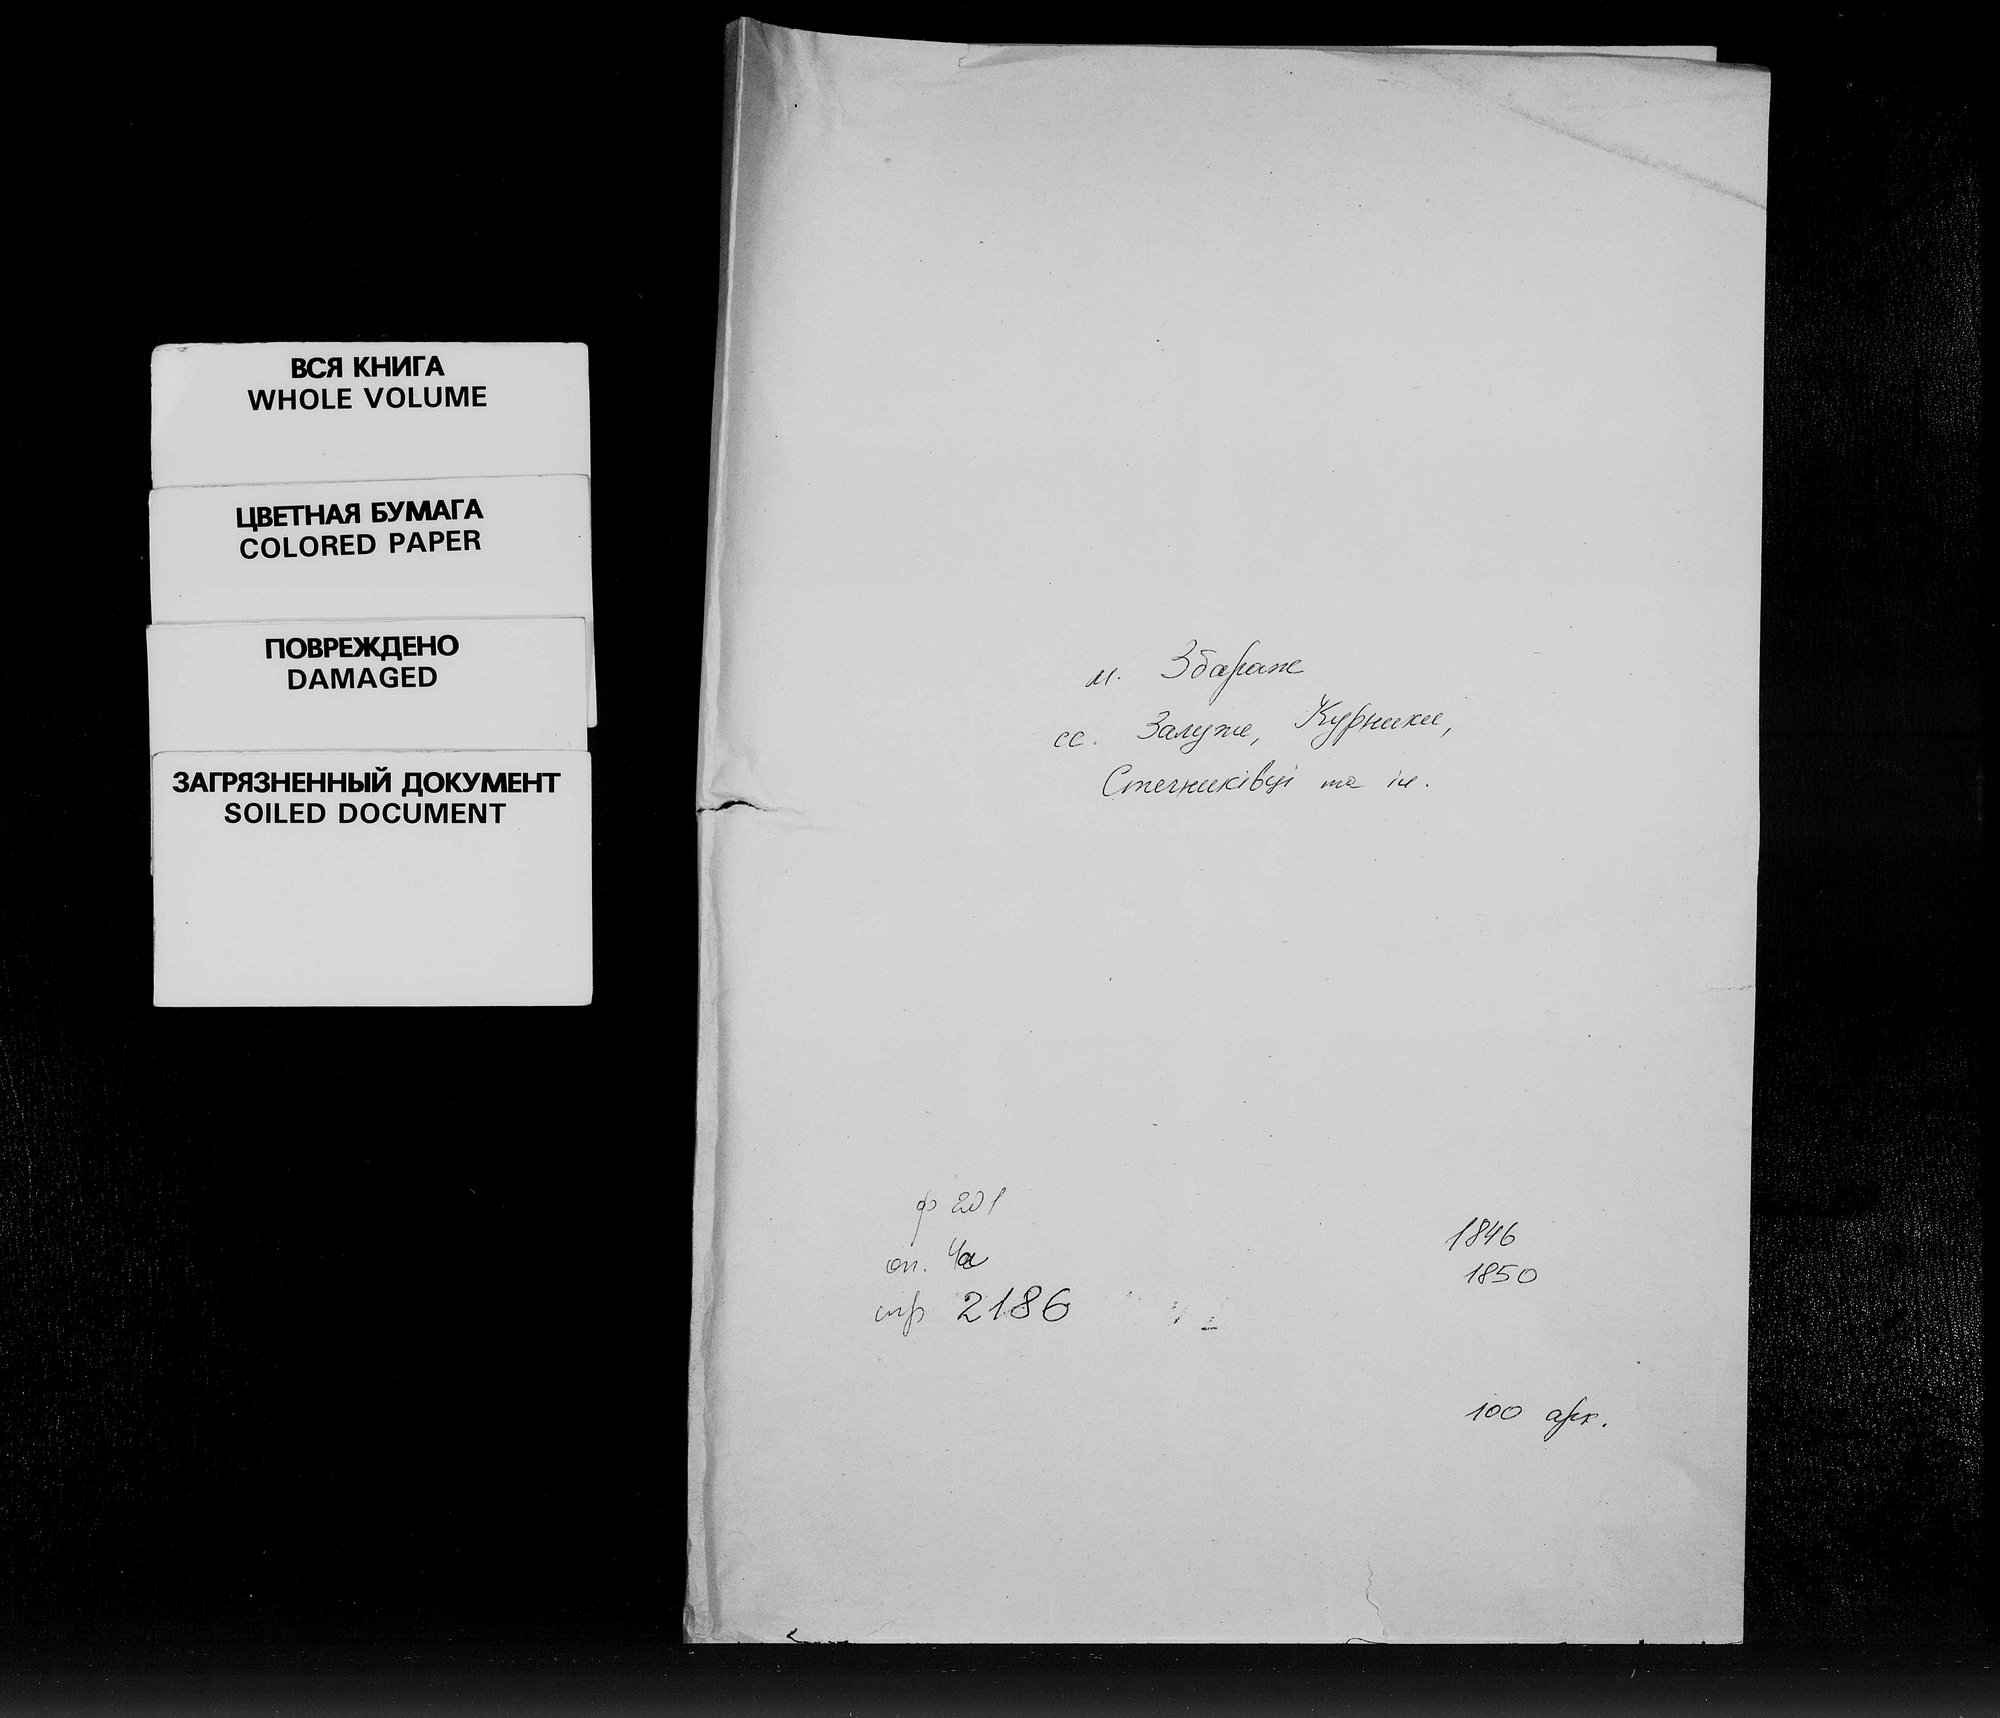 ВСЯ КНИГА
WHOLE VOLUME
ЦВЕТНАЯ БУМАГА
COLORED PAPER
ПОВРЕЖДЕНО
DAMAGED
ЗАГРЯЗНЕННЫЙ ДОКУМЕНТ
SOILED DOCUMENT
м. Збараж
сс. Залуже, Курники,
Стегниківці та ін.
ф 201
оп. 4а
спр 2186
1846
1850
100 арк.